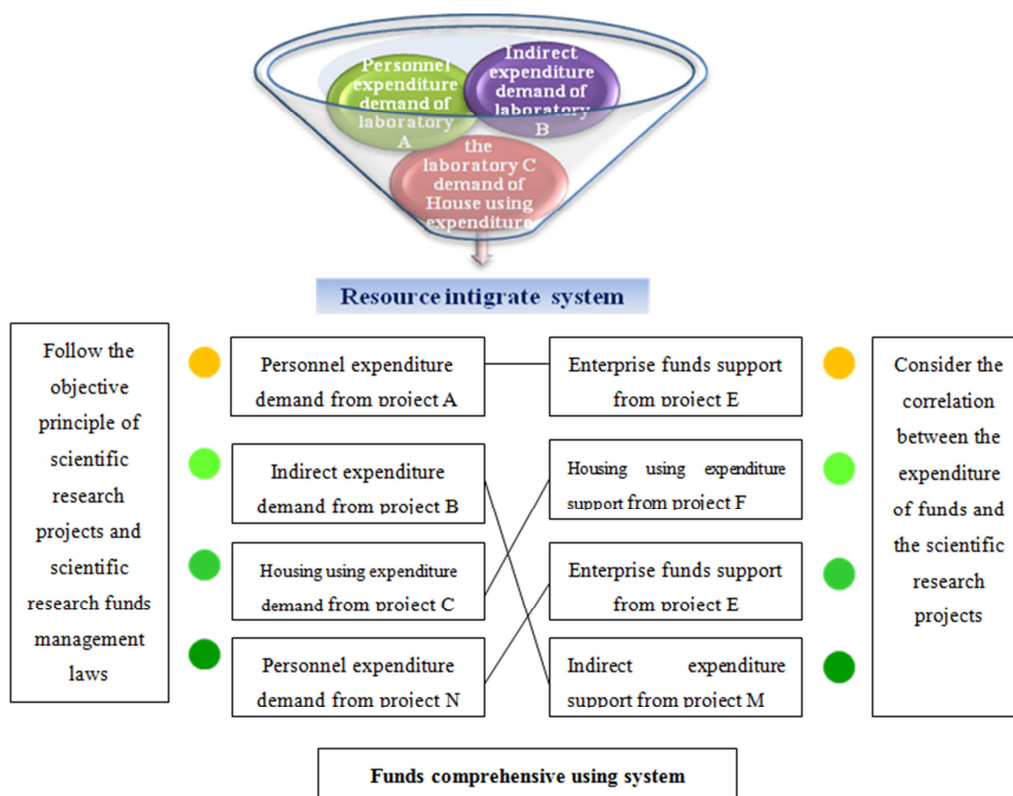 Personnel
expenditure
demand of
laboratory
A
Indirect
expenditure
demand of
laboratory
B
the
laboratory C
demand of
House using
expenditure
Resource intigrate system
Follow the
objective
principle of
scientific
research
projects and
scientific
research funds
management
laws
Personnel expenditure
demand from project A
Indirect expenditure
demand from project B
Housing using expenditure
demand from project C
Personnel expenditure
demand from project N
Enterprise funds support
from project E
Housing using expenditure
support from project F
Enterprise funds support
from project E
Indirect expenditure
support from project M
Consider the
correlation
between the
expenditure
of funds and
the scientific
research
projects
Funds comprehensive using system